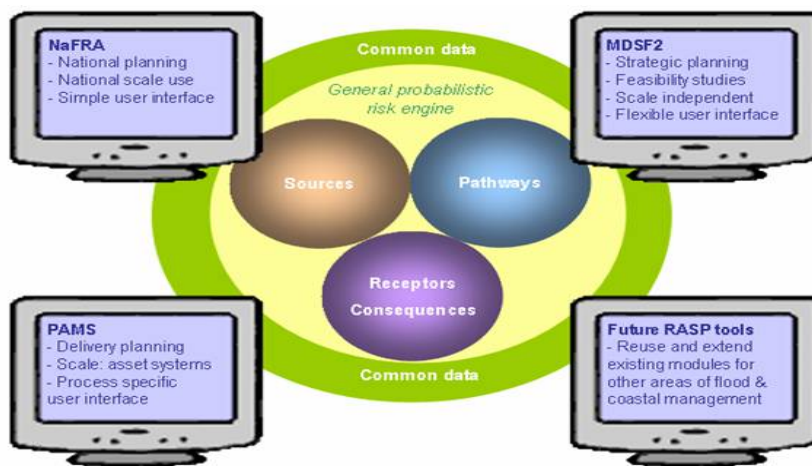 NaFRA
- National planning
- National scale use
- Simple user interface
Common data
MDSF2
- Strategic planning
- Feasibility studies
- Scale independent
- Flexible user interface
General probabilistic
risk engine
Sources
Pathways
Receptors
Consequences
PAMS
- Delivery planning
- Scale: asset systems
- Process specific
user interface
Common data
Future RASP tools
- Reuse and extend
existing modules for
other areas of flood &
coastal management